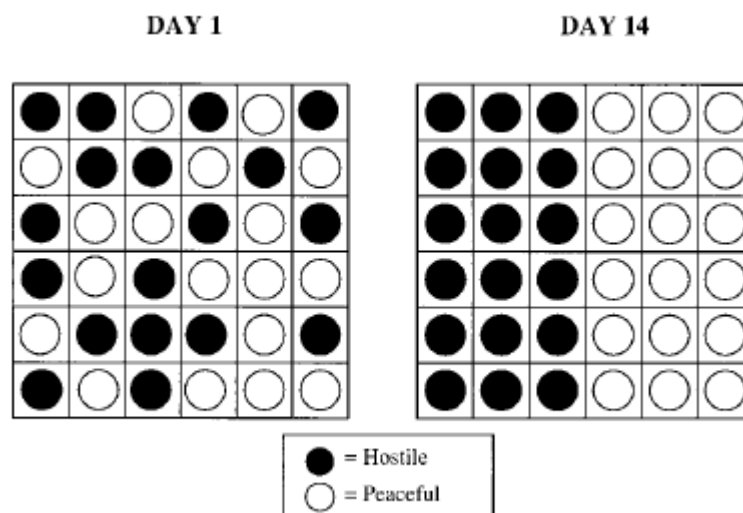 DAY 1
DAY 14
= Hostile
= Peaceful